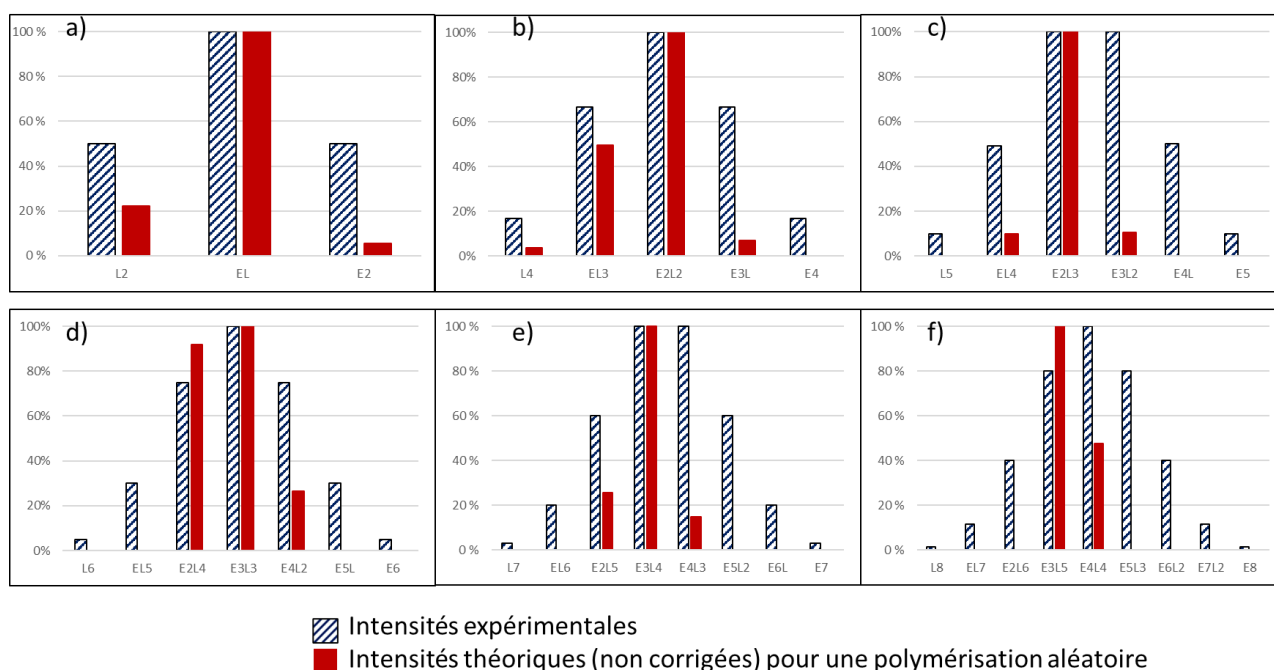 a)
100 %
80 %
60 %
40 %
20 %
0 %
L2 EL E2
b)
100 %
80%
60 %
40 %
20%
0 %
L4 EL3 E2L2 E3L E4
c)
100 %
80%
60%
40%
20%
0%
L5 EL4 E2L3 E3L2 E4L E5
d)
100%
80%
60%
40%
20%
0%
L6 EL5 E2L4 E3L3 E4L2 E5L E6
e)
100 %
80 %
60 %
40 %
20 %
0 %
L7 EL6 E2L5 E3L4 E4L3 E5L2 E6L E7
f)
100 %
80 %
60 %
40 %
20 %
0 %
L8 EL7 E2L6 E3L5 E4L4 E5L3 E6L2 E7L2 E8
Intensités expérimentales
Intensités théoriques (non corrigées) pour une polymérisation aléatoire